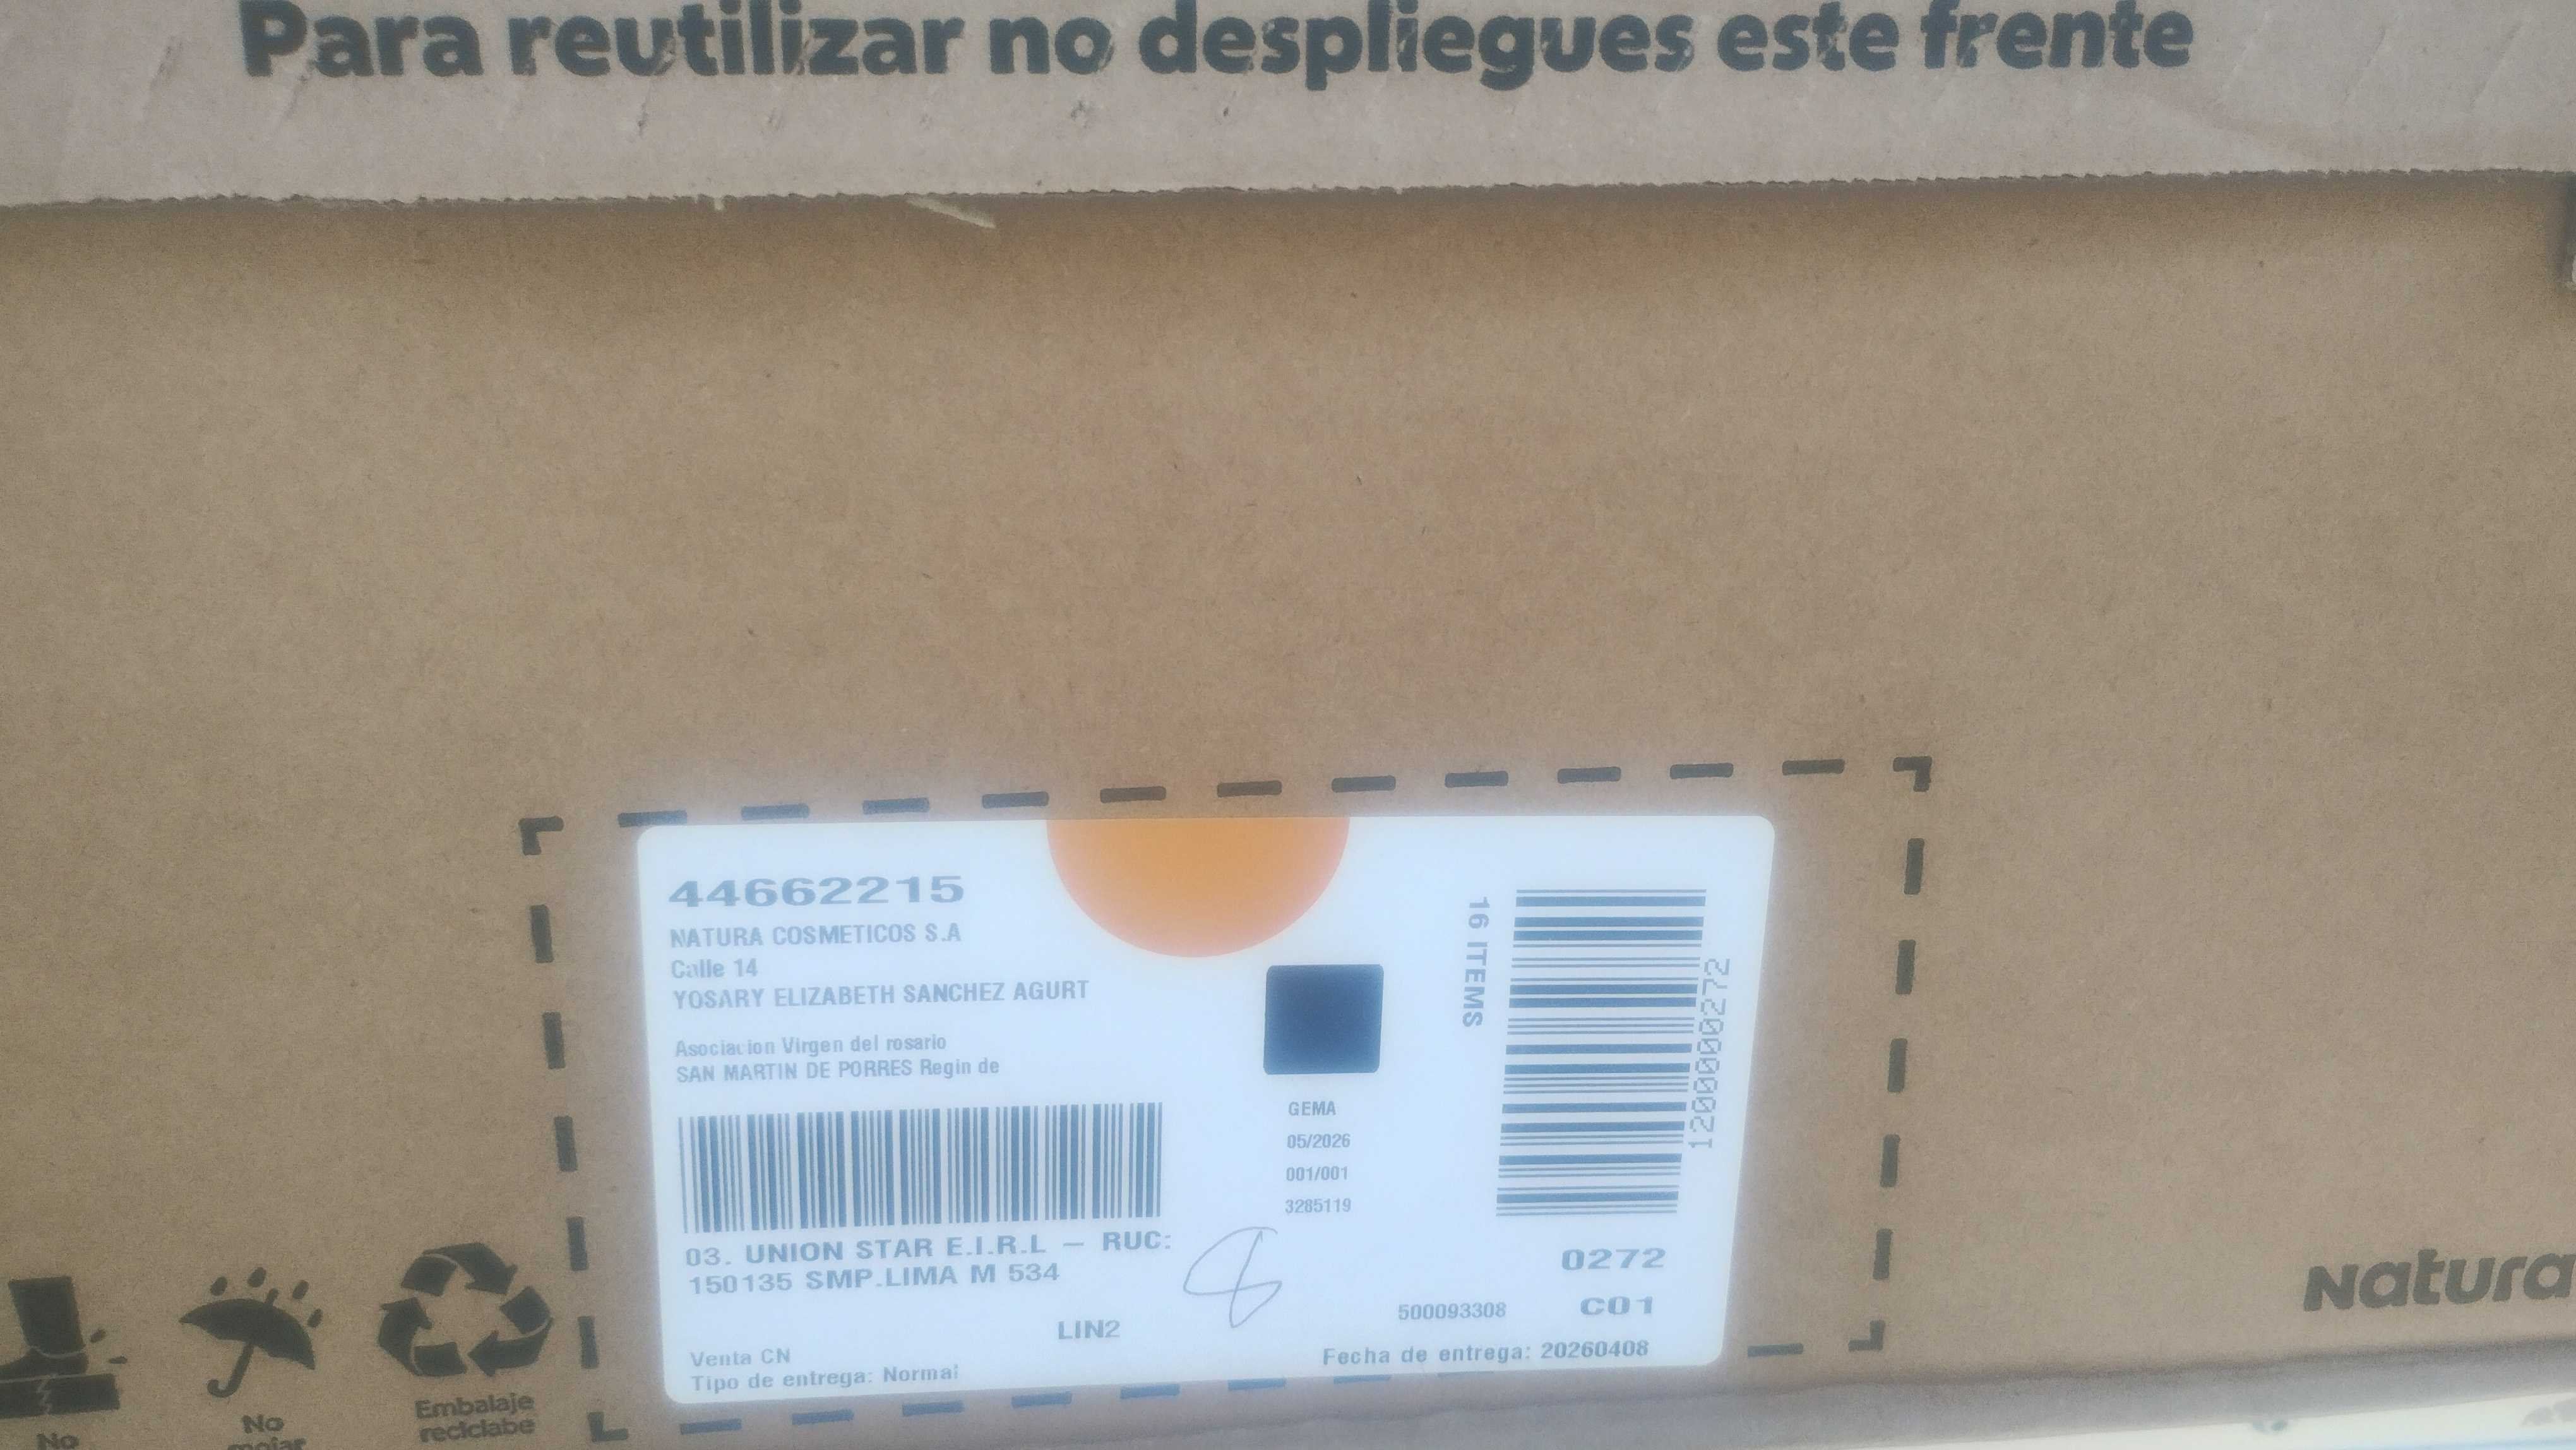 Para reutilizar no despliegues este frente
44662215
NATURA COSMETICOS S.A
Calle 14
YOSARY ELIZABETH SANCHEZ AGURT
Asociacion Virgen del rosario
SAN MARTIN DE PORRES Regin de
16 ITEMS
120000000272
GEMA
05/2026
001/001
3285119
03. UNION STAR E.I.R.L – RUC:
150135 SMP.LIMA M 534
LIN2
0272
500093308
C01
Venta CN
Tipo de entrega: Normal
Fecha de entrega: 20260408
No
No
mojar
Embalaje
reciclabe
Natura